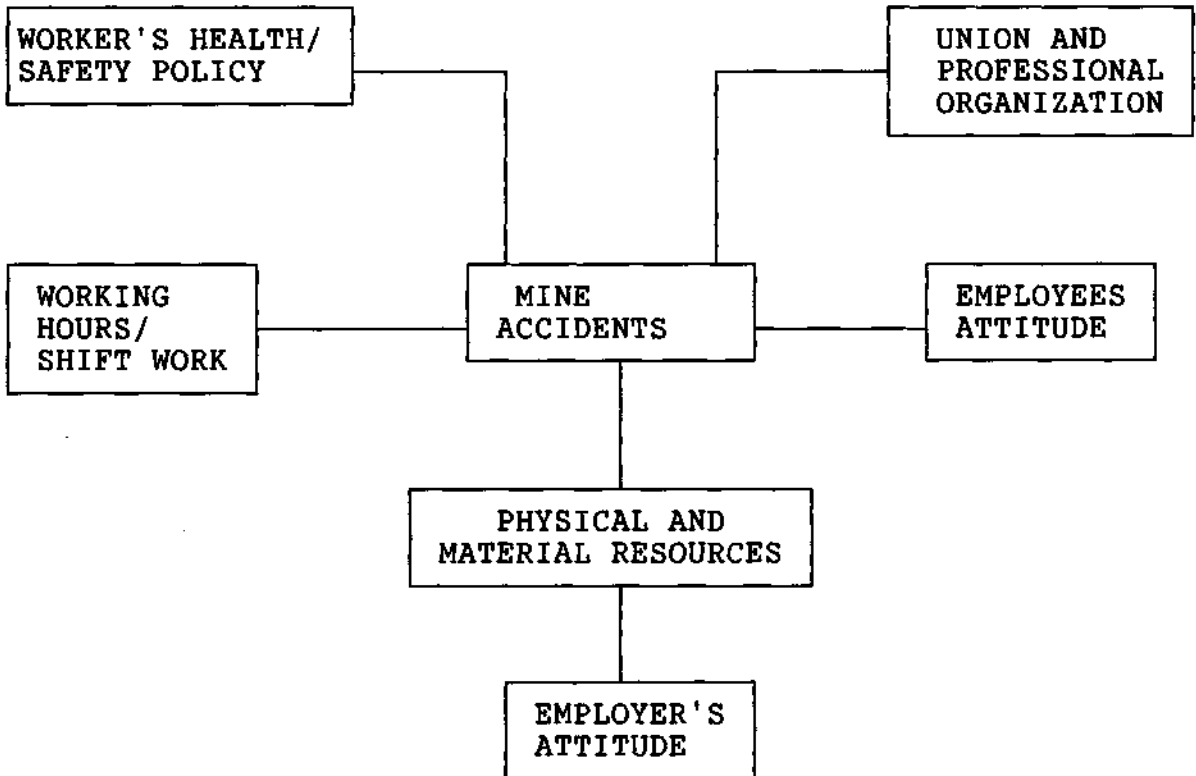 WORKER'S HEALTH/
SAFETY POLICY
UNION AND
PROFESSIONAL
ORGANIZATION
WORKING
HOURS/
SHIFT WORK
MINE
ACCIDENTS
EMPLOYEES
ATTITUDE
PHYSICAL AND
MATERIAL RESOURCES
EMPLOYER'S
ATTITUDE